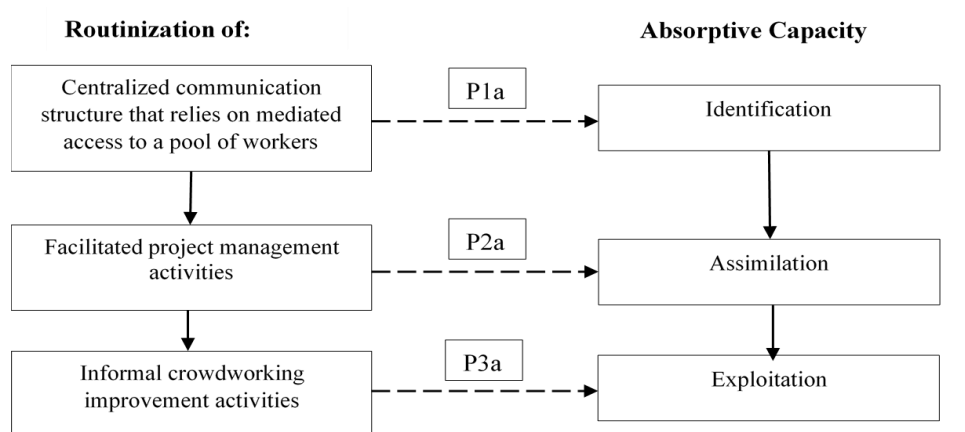 Routinization of:
Absorptive Capacity
Centralized communication
structure that relies on mediated
access to a pool of workers
P1a
Identification
Facilitated project management
activities
P2a
Assimilation
Informal crowdworking
improvement activities
P3a
Exploitation